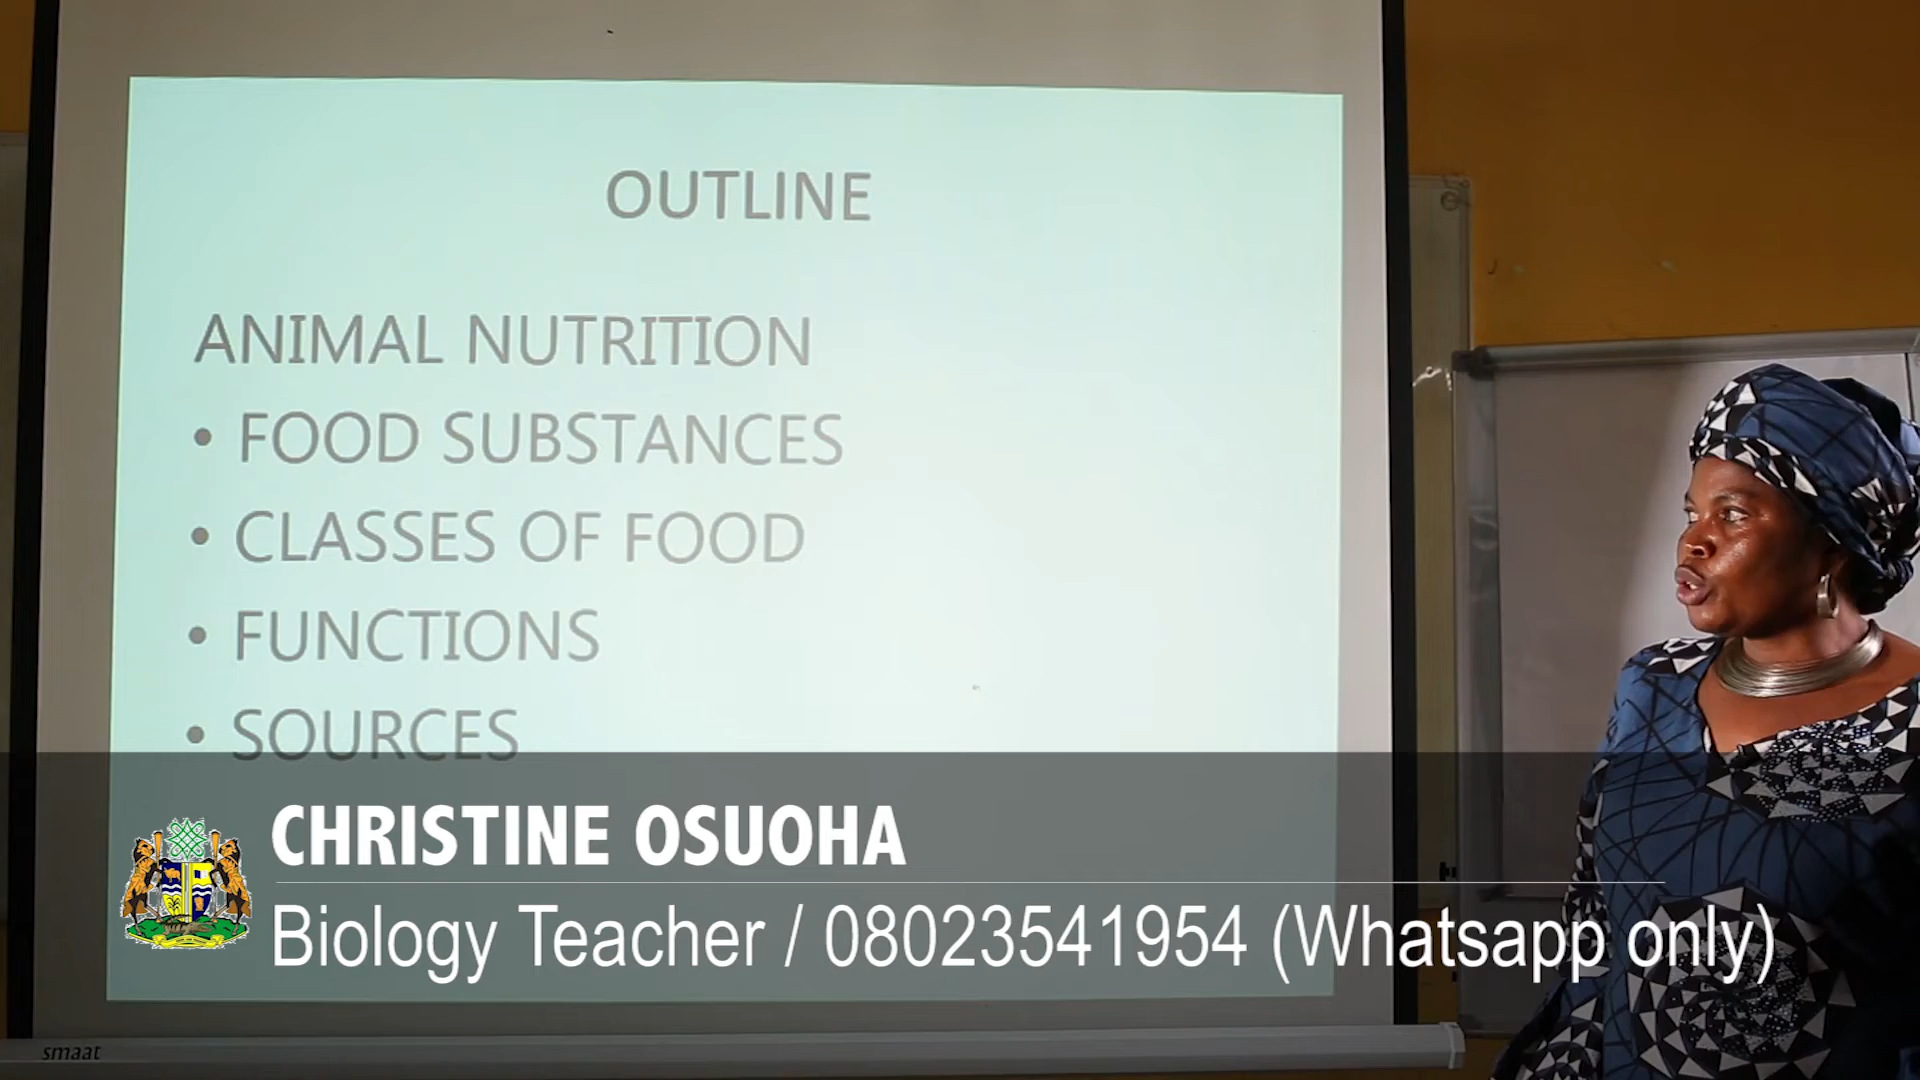 OUTLINE
ANIMAL NUTRITION
• FOOD SUBSTANCES
• CLASSES OF FOOD
• FUNCTIONS
• SOURCES
CHRISTINE OSUOHA
Biology Teacher / 08023541954 (Whatsapp only)
smaat